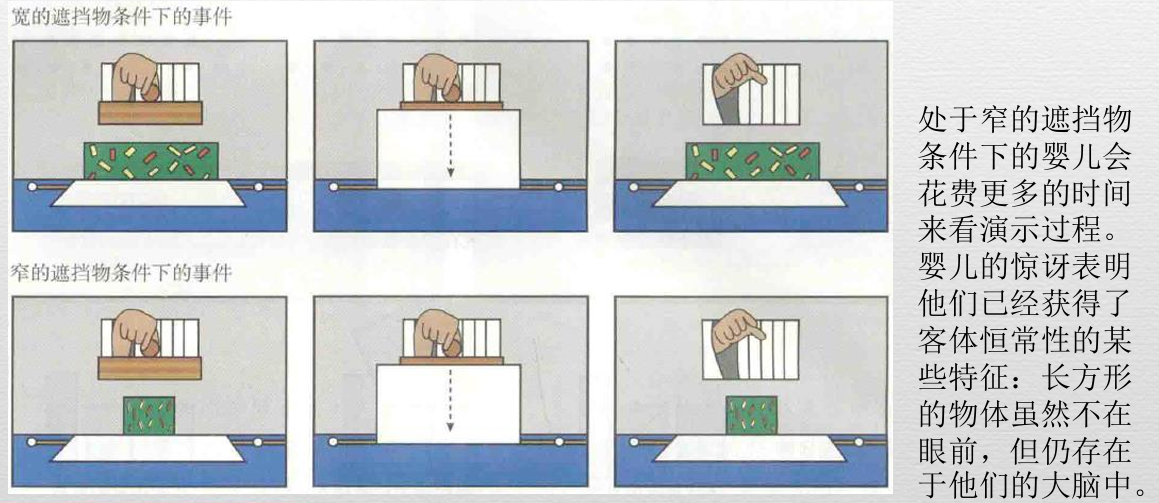 宽的遮挡物条件下的事件
窄的遮挡物条件下的事件
处于窄的遮挡物
条件下的婴儿会
花费更多的时间
来看演示过程。
婴儿的惊讶表明
他们已经获得了
客体恒常性的某
些特征：长方形
的物体虽然不在
眼前，但仍存在
于他们的大脑中。